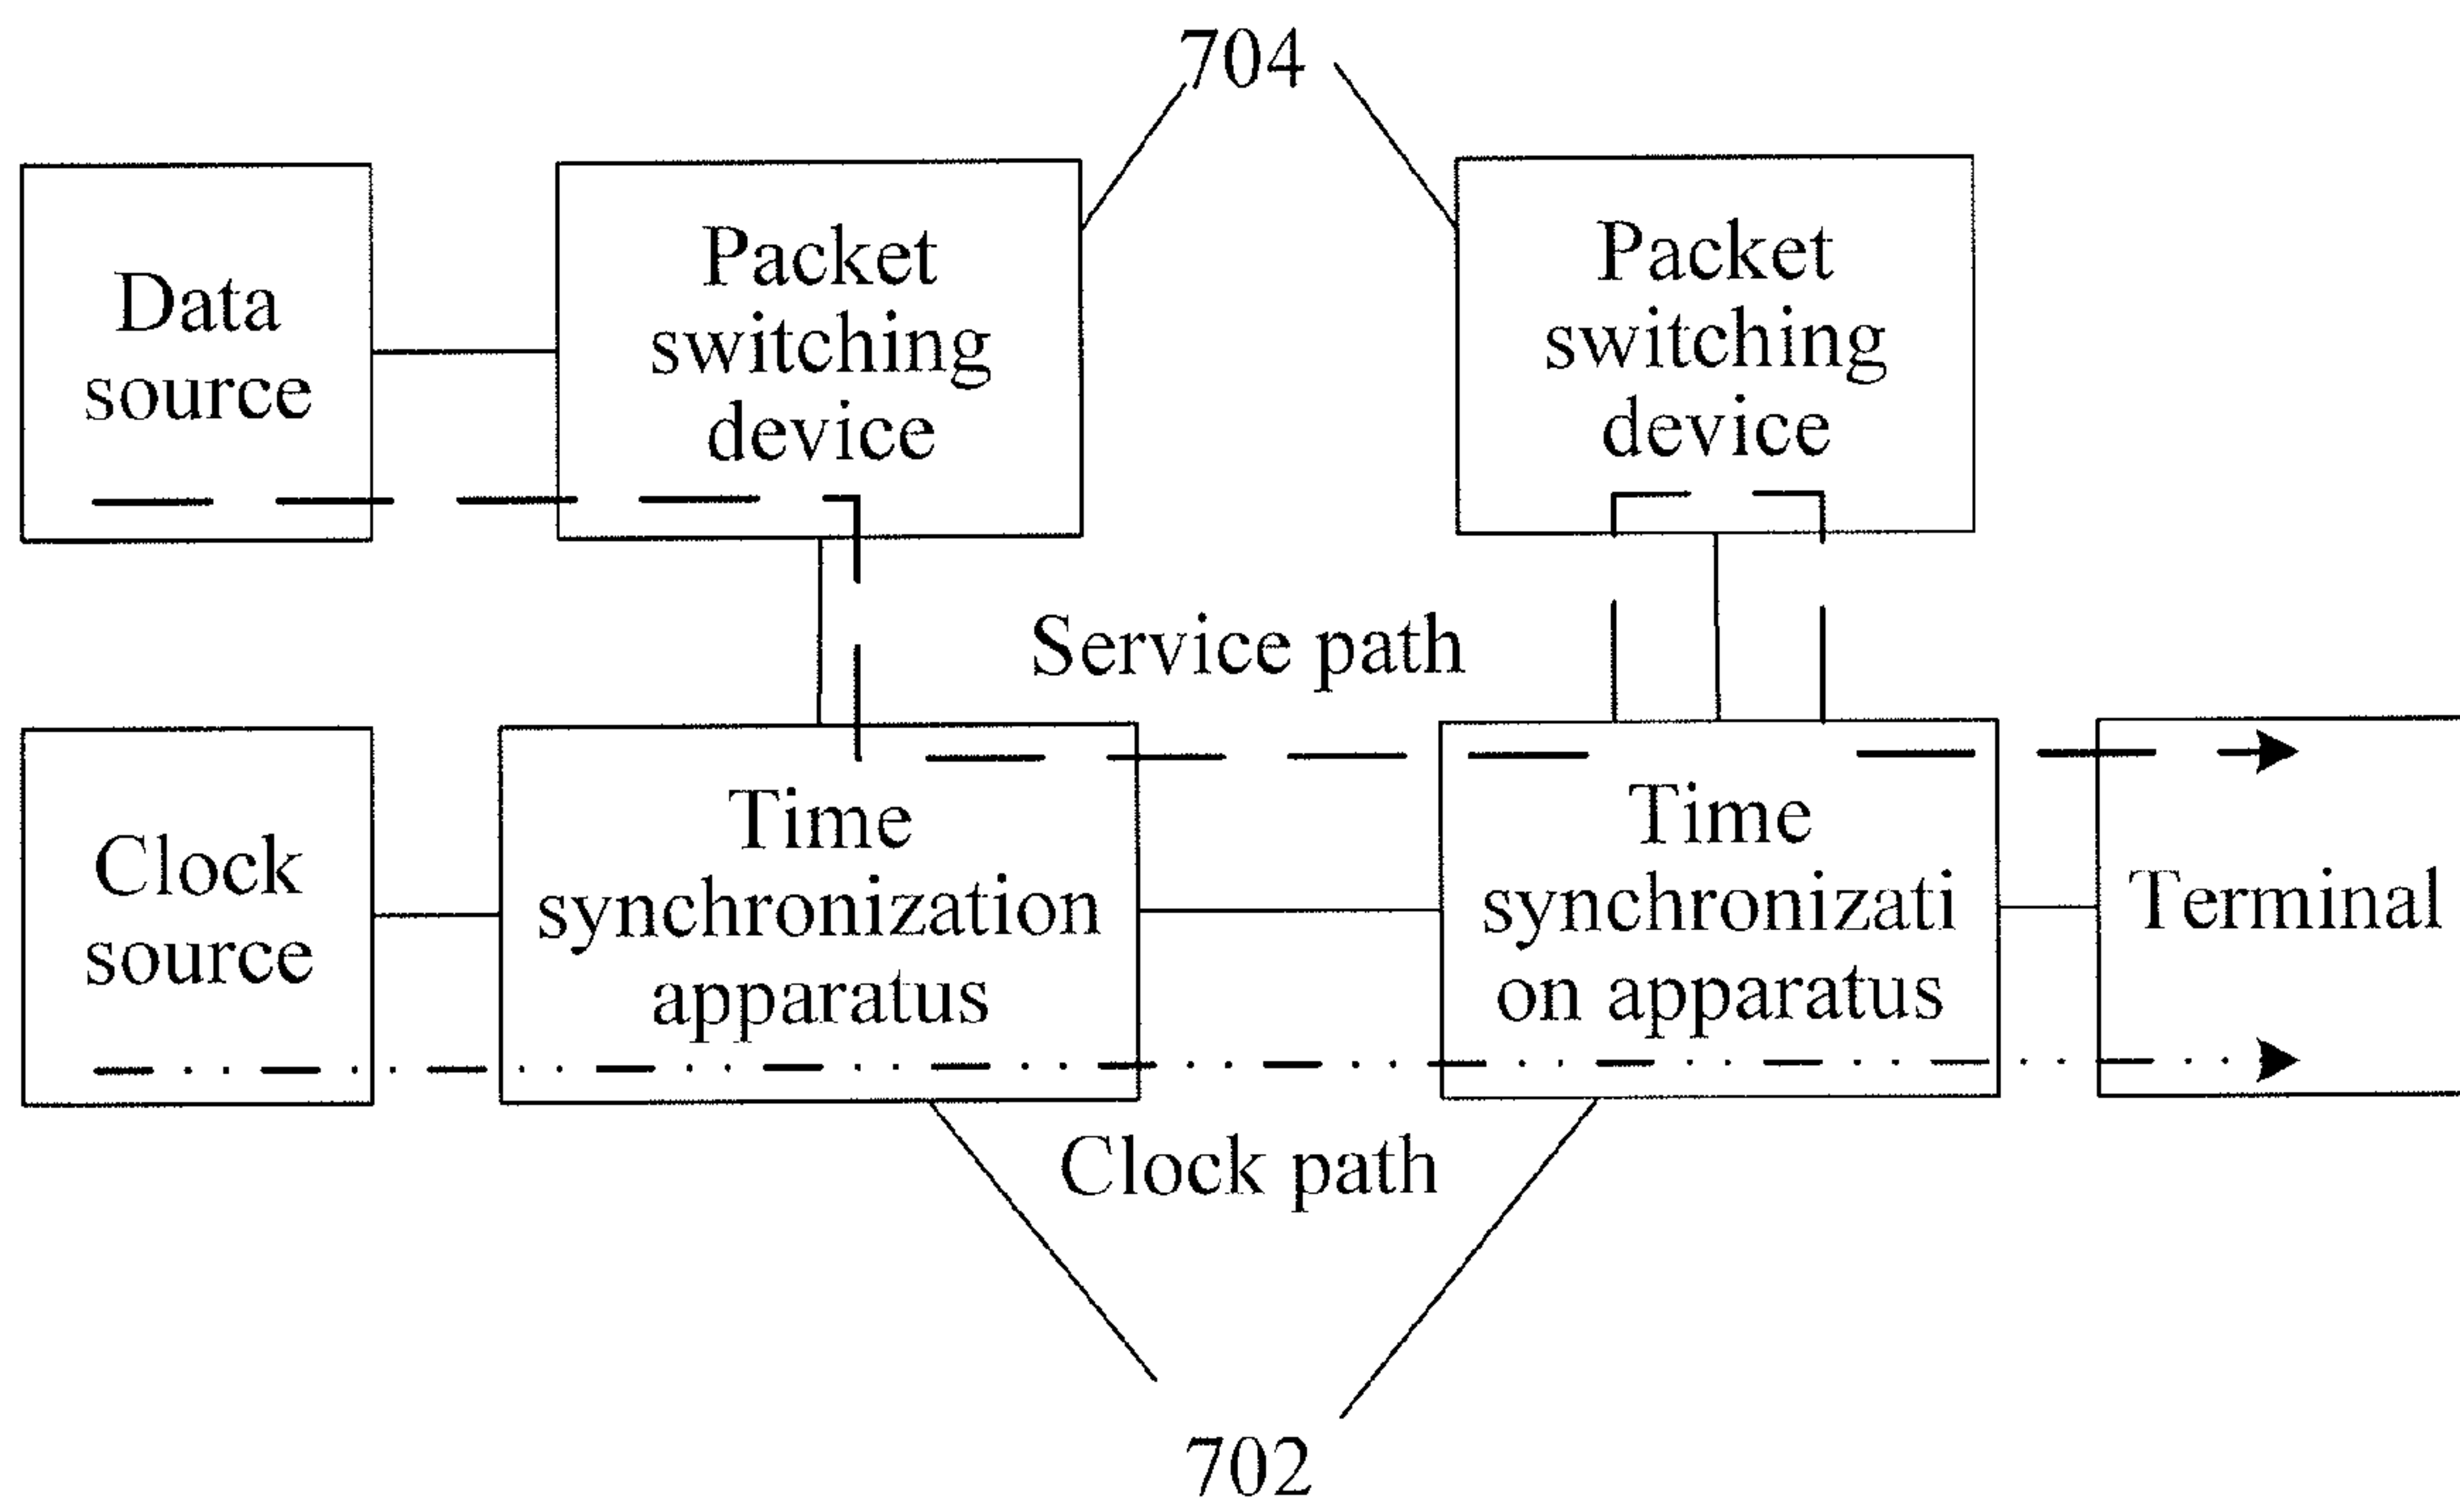 704
Data
source
Packet
switching
device
Packet
switching
device
Service path
Clock
source
Time
synchronization
apparatus
Time
synchronizati
on apparatus
Terminal
Clock path
702